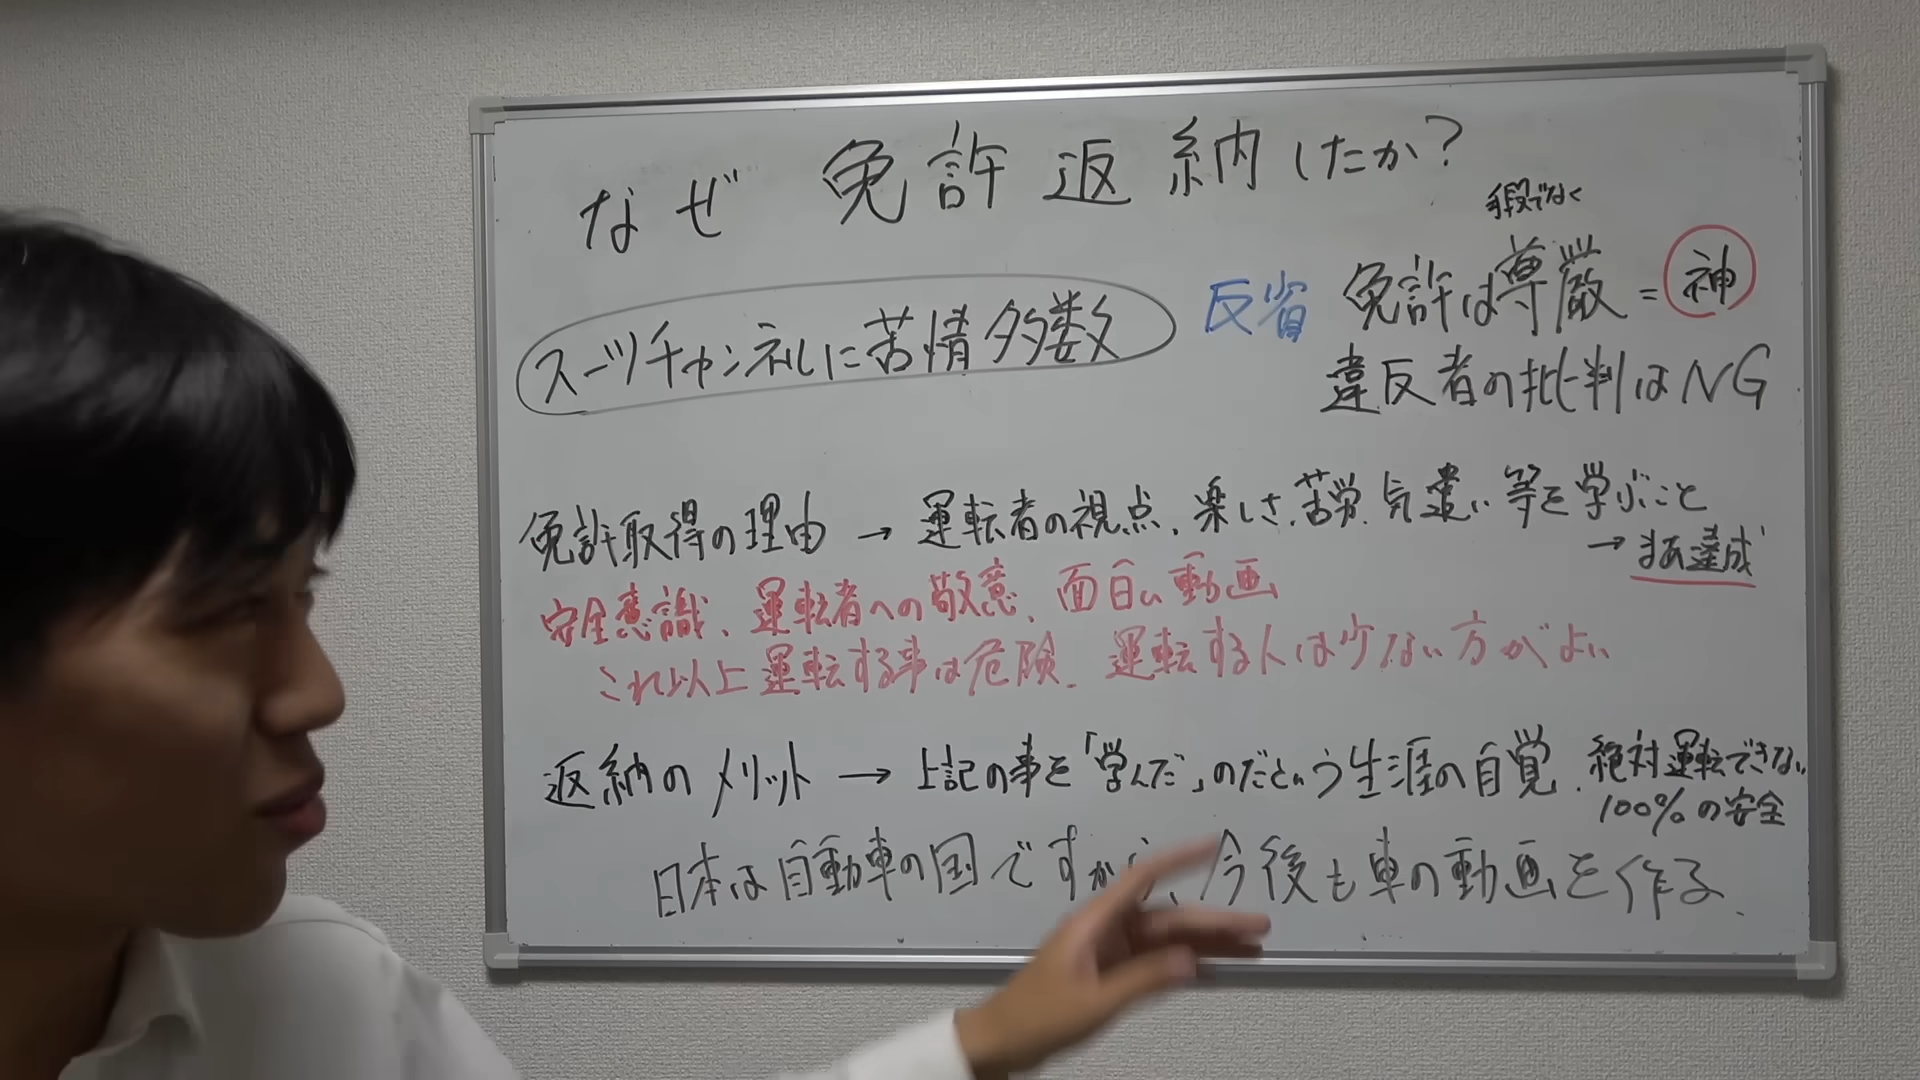 なぜ免許返納したか?
スーツチャンネルに苦情多数
反省
手段でなく
免許は尊厳=神
違反者の批判はNG
免許取得の理由→運転者の視点、楽しさ、苦労、気遣い等を学ぶこと
→まあ達成
安全意識、運転者への敬意、面白い動画
これ以上運転する事は危険、運転する人は少ない方がよい
返納のメリット→上記の事を「学んだ」のだという生涯の自覚、絶対運転できない
100%の安全
日本は自動車の国ですから、今後も車の動画を作る、